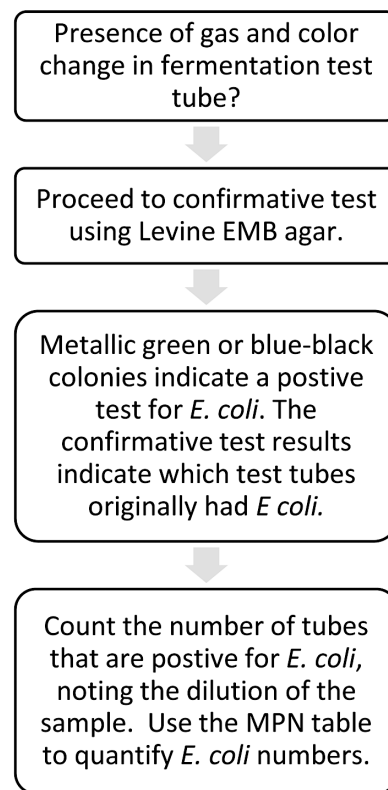 Presence of gas and color
change in fermentation test
tube?
Proceed to confirmative test
using Levine EMB agar.
Metallic green or blue-black
colonies indicate a postive
test for E. coli. The
confirmative test results
indicate which test tubes
originally had E coli.
Count the number of tubes
that are postive for E. coli,
noting the dilution of the
sample.  Use the MPN table
to quantify E. coli numbers.